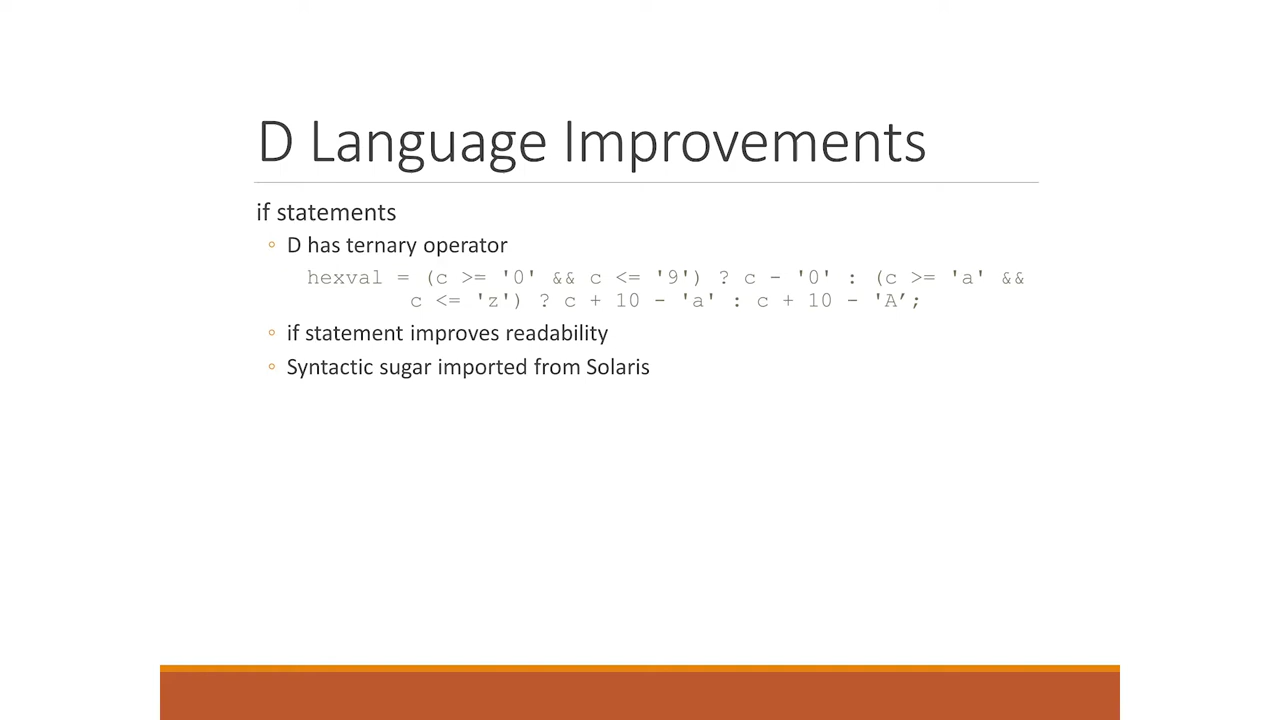 D Language Improvements
if statements
◦ D has ternary operator
hexval = (c >= '0' && c <= '9') ? c - '0' : (c >= 'a' &&
c <= 'z') ? c + 10 - 'a' : c + 10 - 'A’;
◦ if statement improves readability
◦ Syntactic sugar imported from Solaris